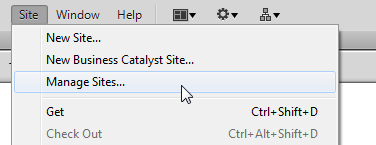 Site Window Help
New Site...
New Business Catalyst Site...
Manage Sites...
Get Ctrl+Shift+D
Check Out Ctrl+Alt+Shift+D